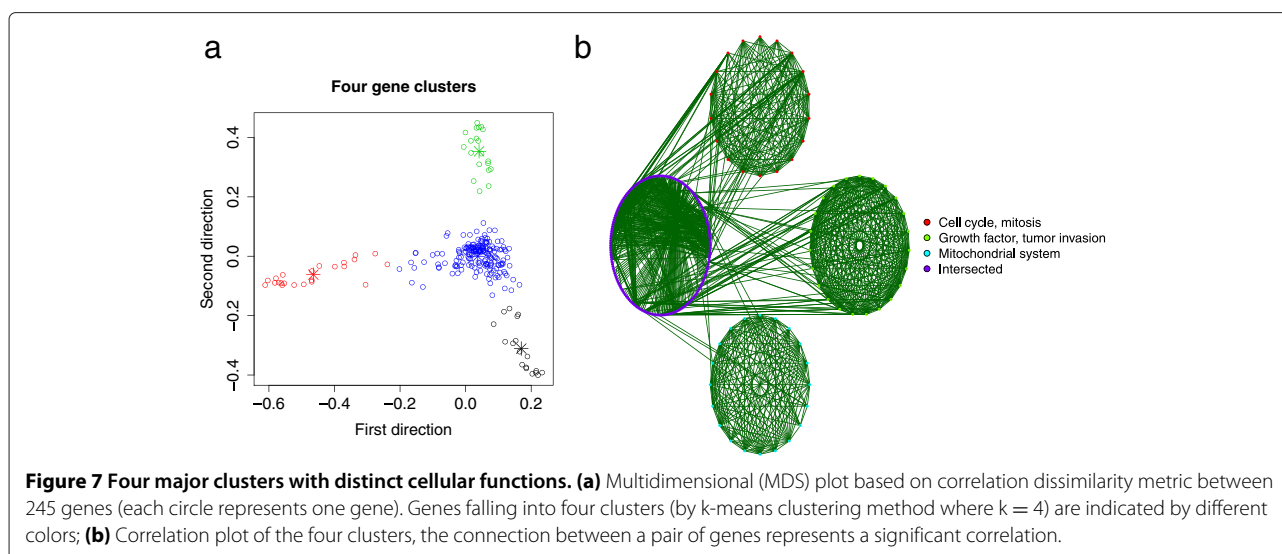 a
b
Four gene clusters
Second direction
0.4
0.2
0.0
−0.2
−0.4
−0.6
−0.4
−0.2
0.0
0.2
First direction
Cell cycle, mitosis
Growth factor, tumor invasion
Mitochondrial system
Intersected
Figure 7 Four major clusters with distinct cellular functions. (a) Multidimensional (MDS) plot based on correlation dissimilarity metric between
245 genes (each circle represents one gene). Genes falling into four clusters (by k-means clustering method where k = 4) are indicated by different
colors; (b) Correlation plot of the four clusters, the connection between a pair of genes represents a significant correlation.